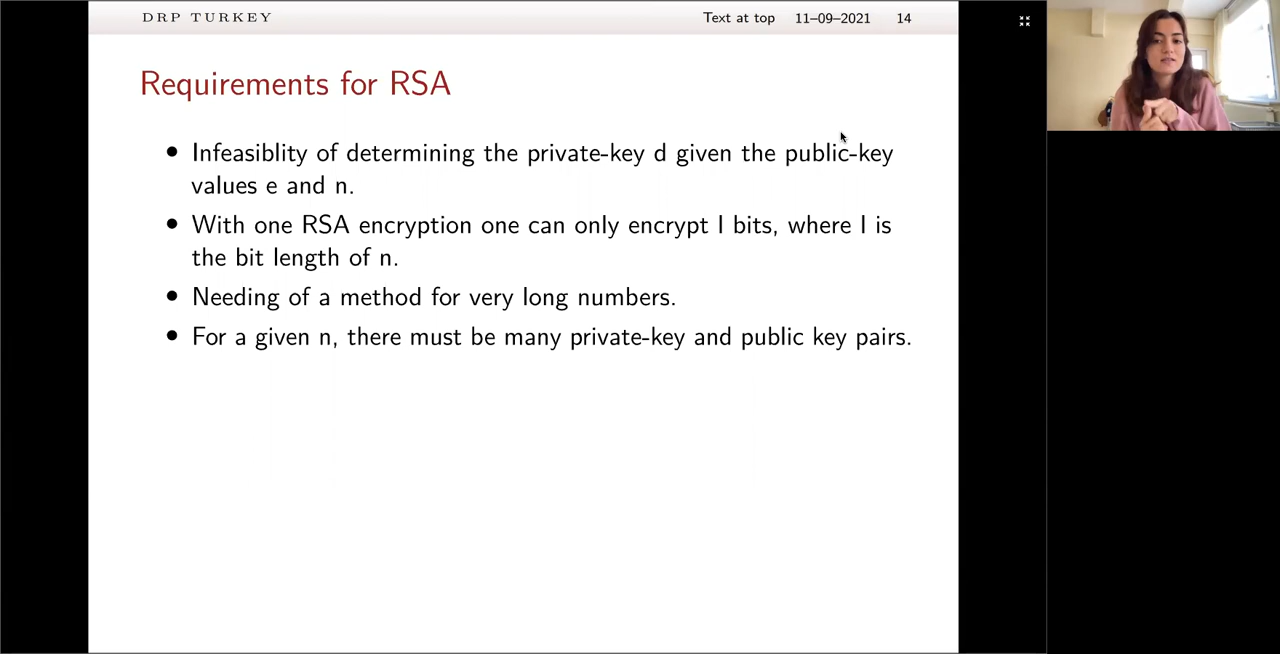 DRP TURKEY Text at top 11–09–2021 14
Requirements for RSA
• Infeasiblity of determining the private-key d given the public-key
values e and n.
• With one RSA encryption one can only encrypt l bits, where l is
the bit length of n.
• Needing of a method for very long numbers.
• For a given n, there must be many private-key and public key pairs.